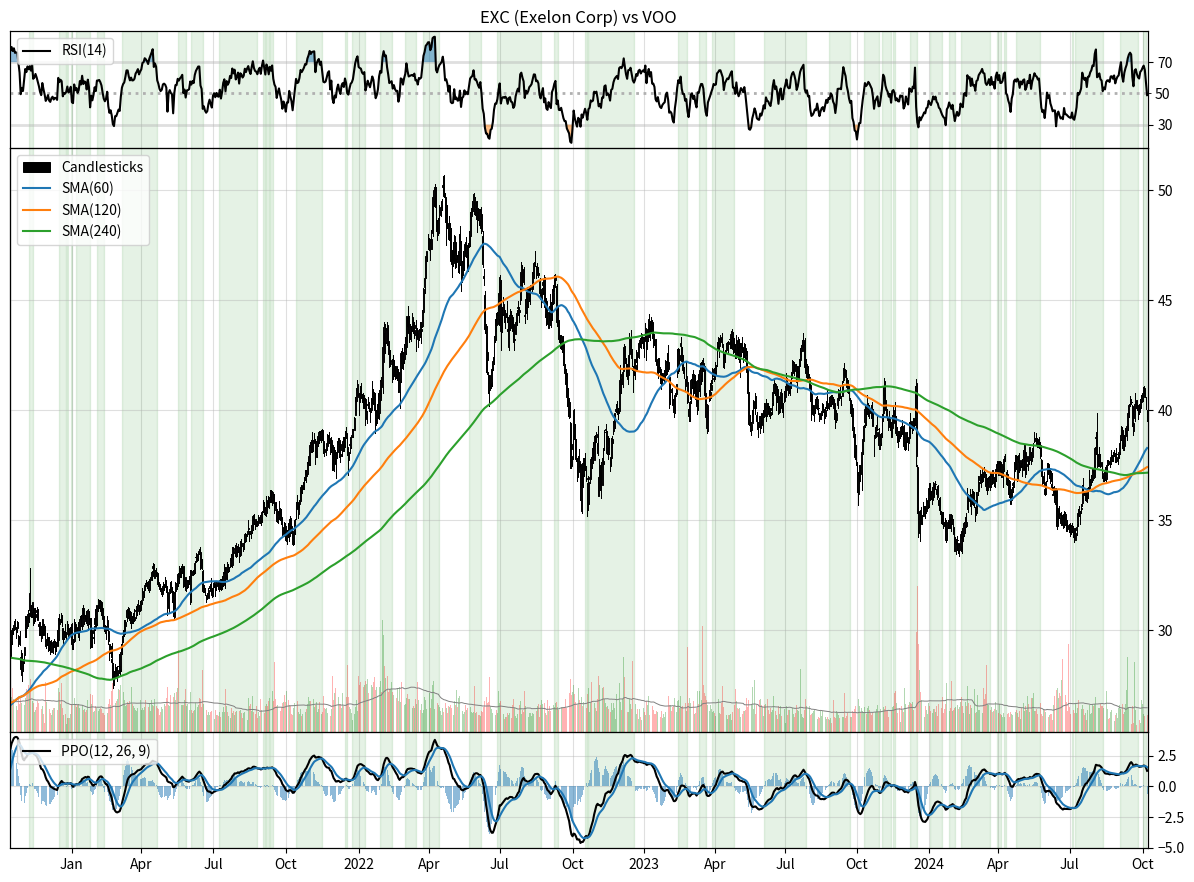 EXC (Exelon Corp) vs VOO
RSI(14)
70
50
30
Candlesticks
SMA(60)
SMA(120)
SMA(240)
50
45
40
35
30
PPO(12, 26, 9)
2.5
0.0
−2.5
−5.0
Jan Apr Jul Oct 2022 Apr Jul Oct 2023 Apr Jul Oct 2024 Apr Jul Oct